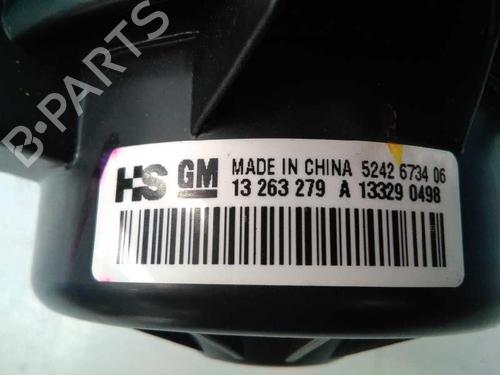 B-PARTS
HS GM MADE IN CHINA 5242 6734 06
13 263 279 A 13329 0498